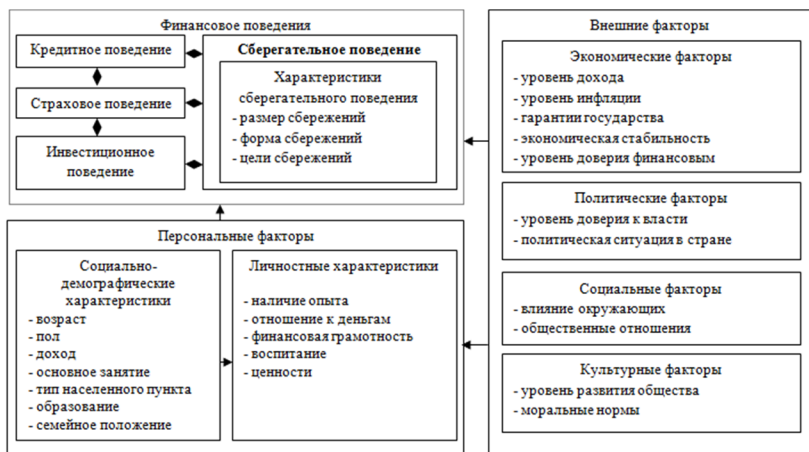 Финансовое поведения
Кредитное поведение
Страховое поведение
Инвестиционное
поведение
Сберегательное поведение
Характеристики
сберегательного поведения
- размер сбережений
- форма сбережений
- цели сбережений
Персональные факторы
Социально-
демографические
характеристики
- возраст
- пол
- доход
- основное занятие
- тип населенного пункта
- образование
- семейное положение
Личностные характеристики
- наличие опыта
- отношение к деньгам
- финансовая грамотность
- воспитание
- ценности
Внешние факторы
Экономические факторы
- уровень дохода
- уровень инфляции
- гарантии государства
- экономическая стабильность
- уровень доверия финансовым
Политические факторы
- уровень доверия к власти
- политическая ситуация в стране
Социальные факторы
- влияние окружающих
- общественные отношения
Культурные факторы
- уровень развития общества
- моральные нормы